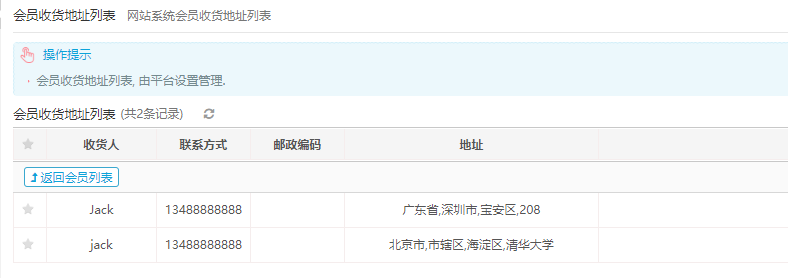 会员收货地址列表 网站系统会员收货地址列表
操作提示
会员收货地址列表, 由平台设置管理.
会员收货地址列表 (共2条记录)
收货人 联系方式 邮政编码 地址
返回会员列表
Jack 13488888888 广东省,深圳市,宝安区,208
jack 13488888888 北京市,市辖区,海淀区,清华大学